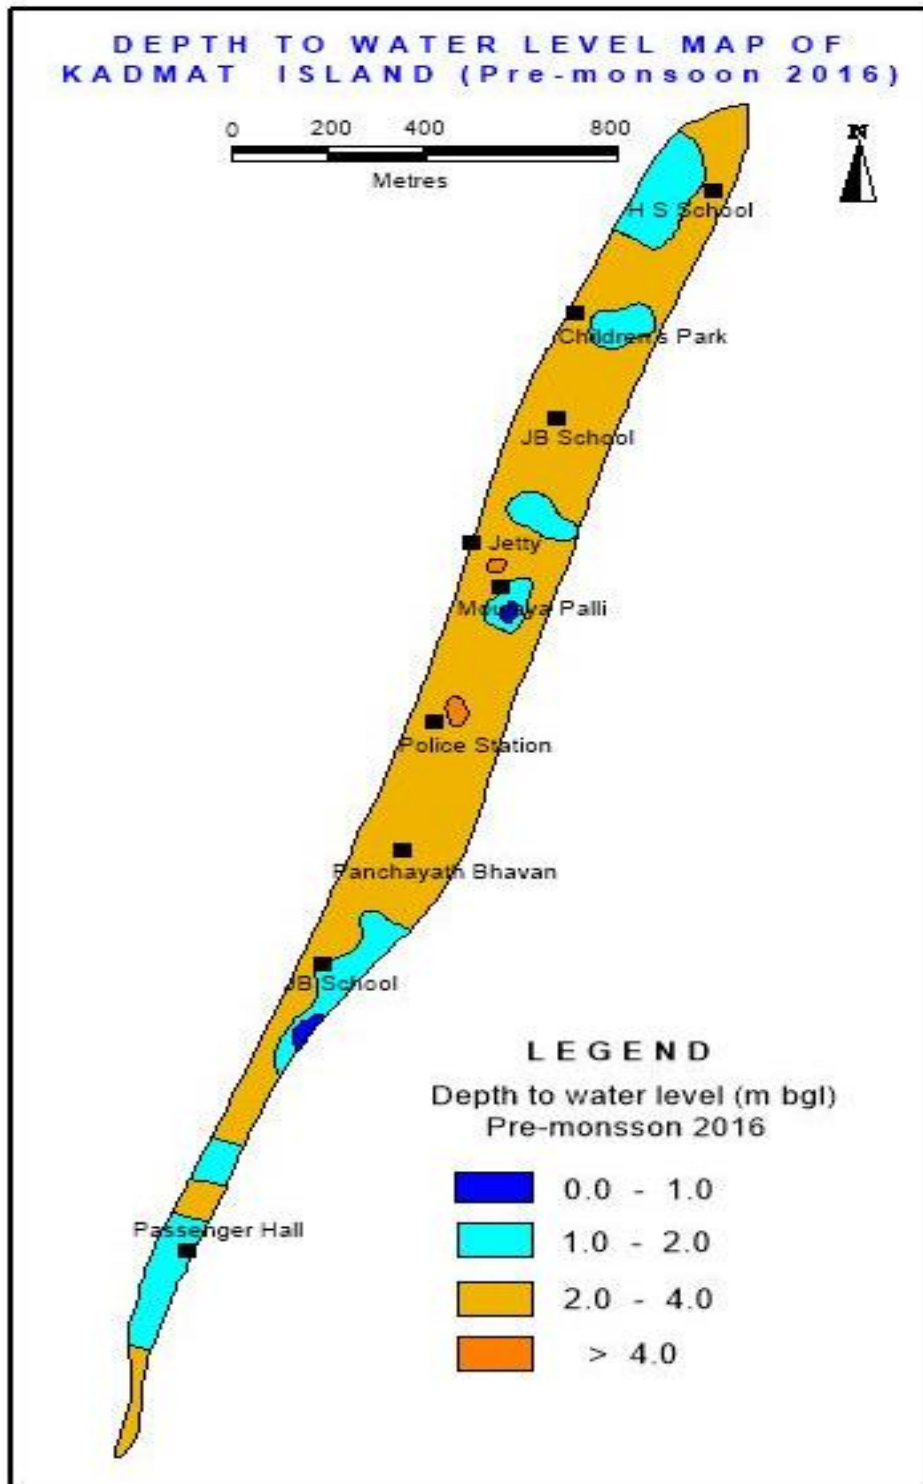 DEPTH TO WATER LEVEL MAP OF
KADMAT ISLAND (Pre-monsoon 2016)
0 200 400 800
Metres
N
H S School
Children's Park
JB School
Jetty
Palli
Police Station
Panchayath Bhavan
JB School
LEGEND
Depth to water level (m bgl)
Pre-monsson 2016
0.0 - 1.0
1.0 - 2.0
Passenger Hall
2.0 - 4.0
> 4.0